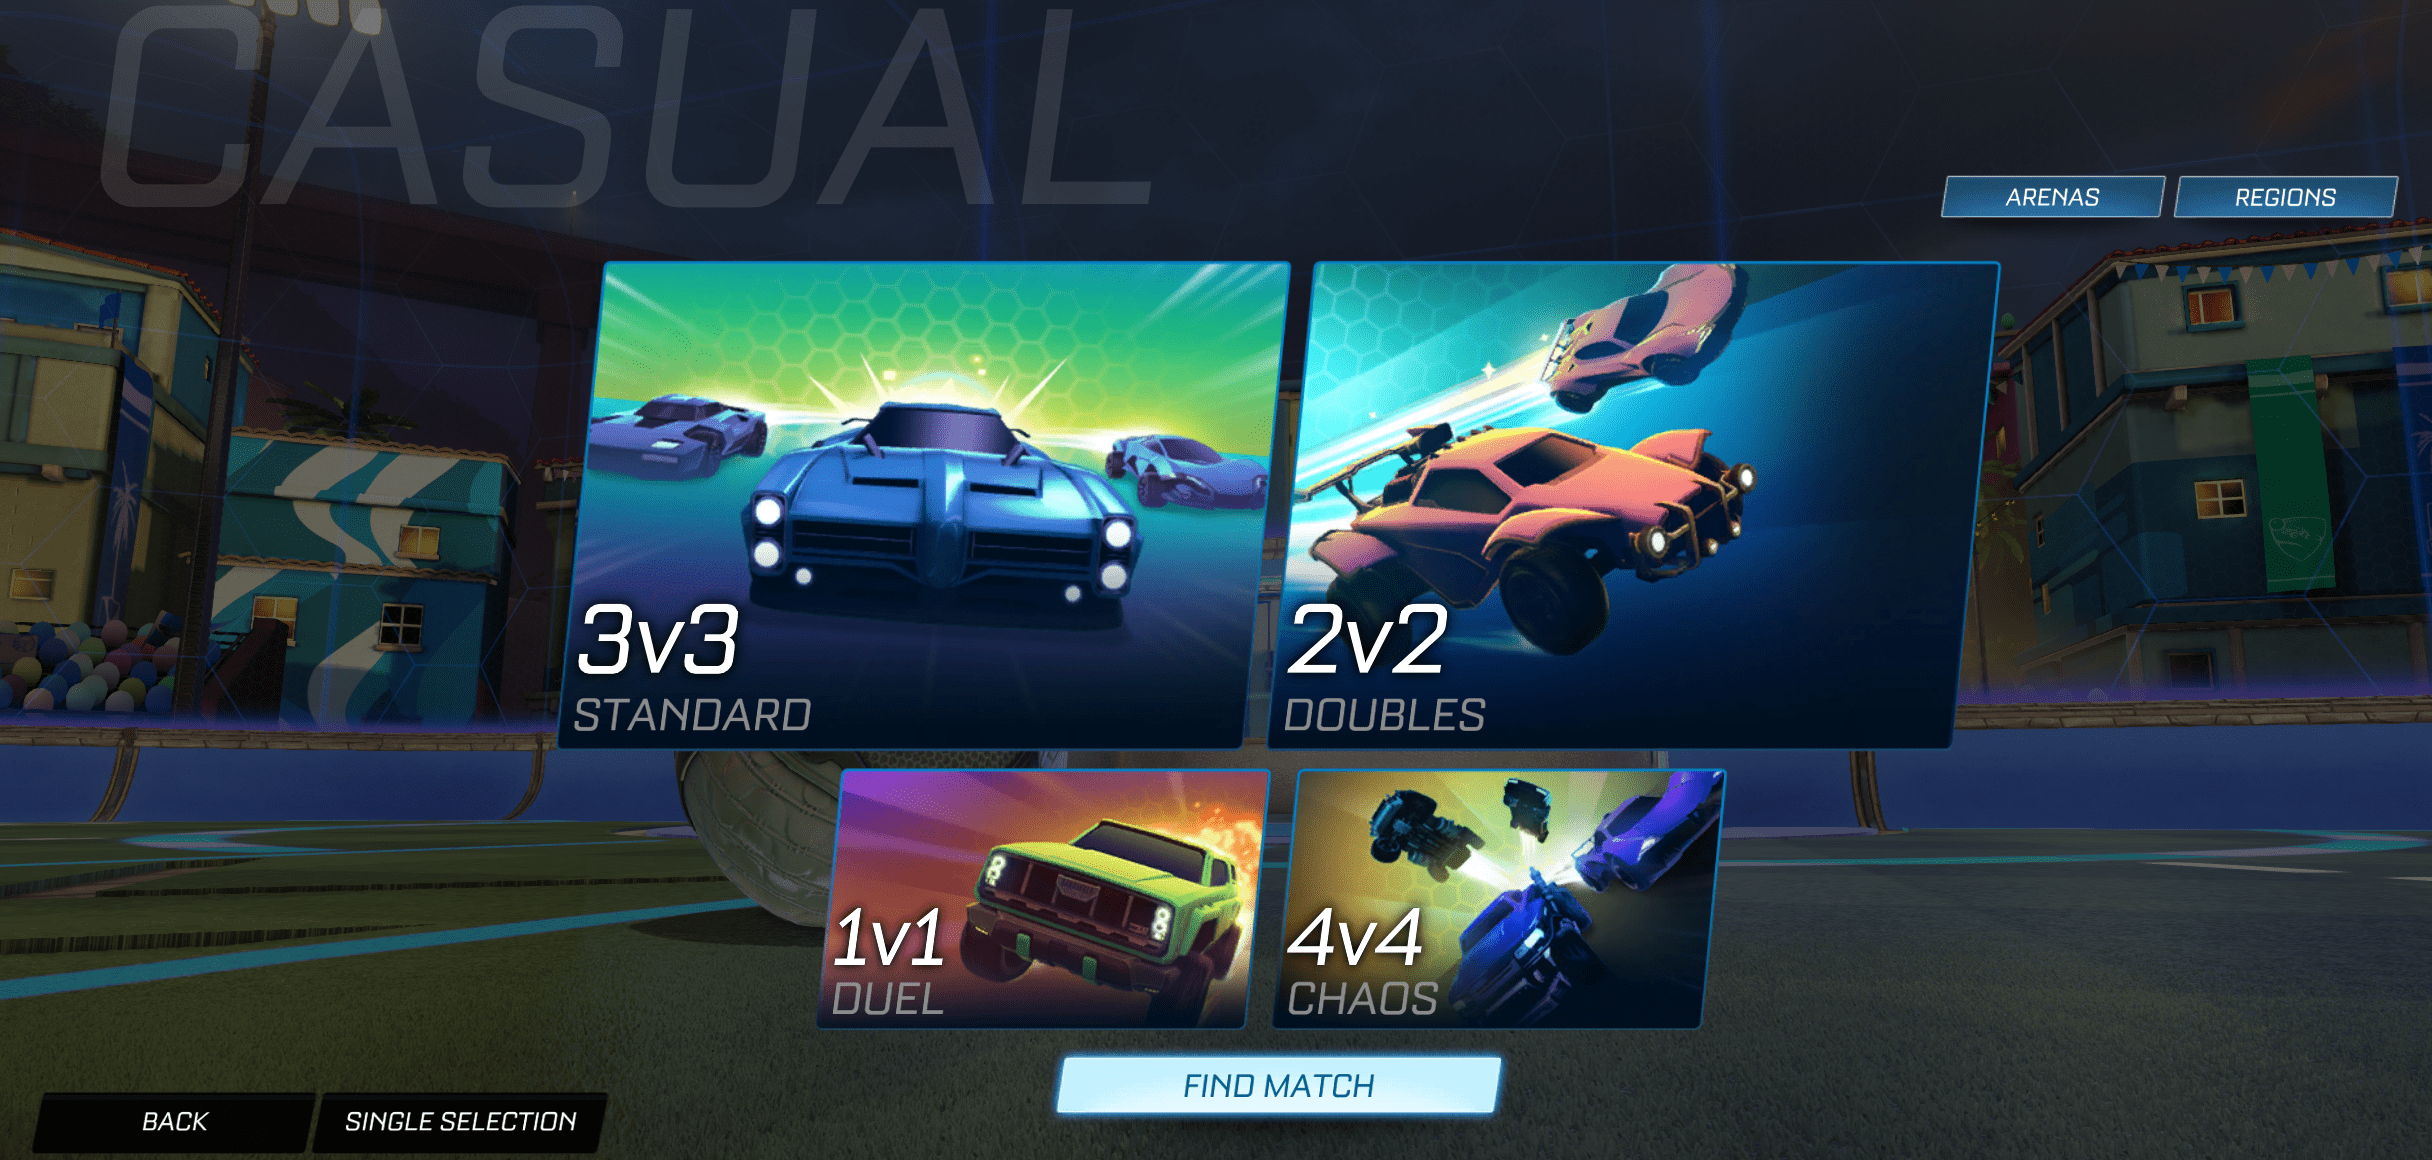 CASUAL
ARENAS
REGIONS
3v3
STANDARD
2v2
DOUBLES
1v1
DUEL
4v4
CHAOS
FIND MATCH
BACK
SINGLE SELECTION